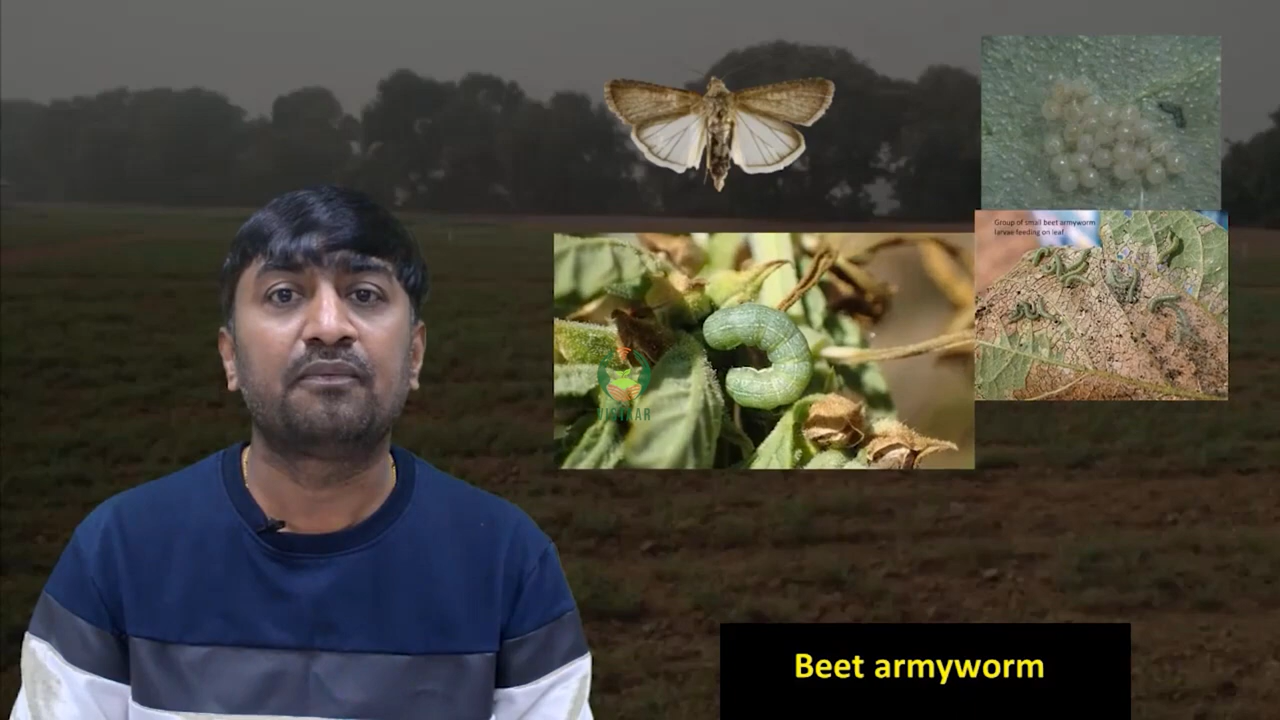 Group of small beet armyworm
larvae feeding on leaf
Beet armyworm